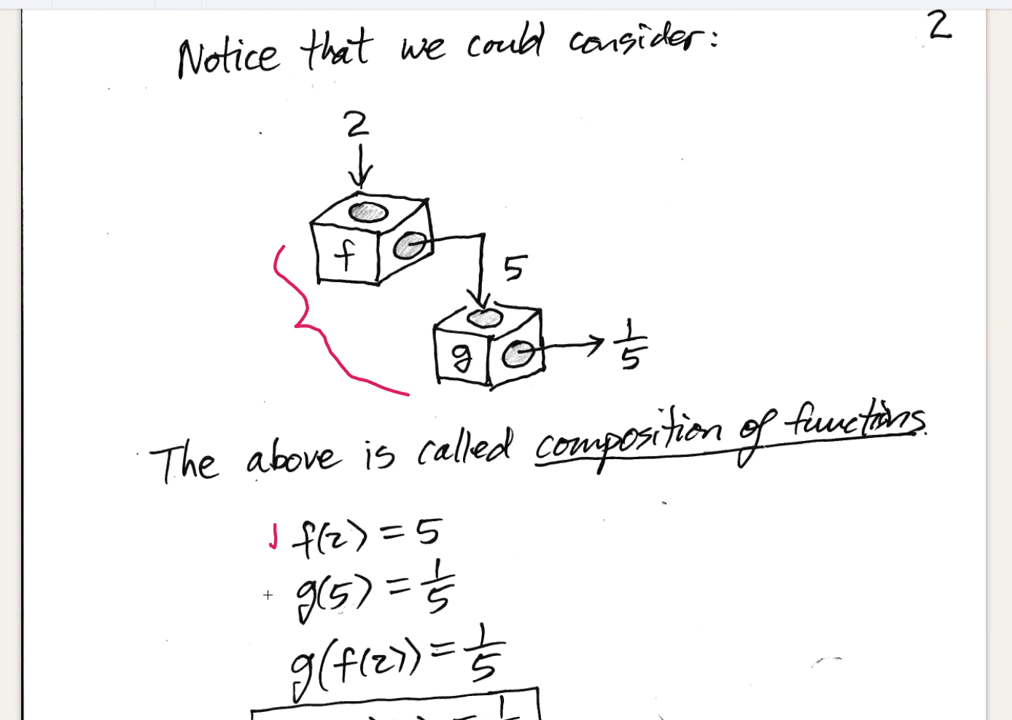 2
Notice that we could consider:
2
f
5
g
1/5
The above is called composition of functions.
f(2) = 5
g(5) = 1/5
g(f(2)) = 1/5